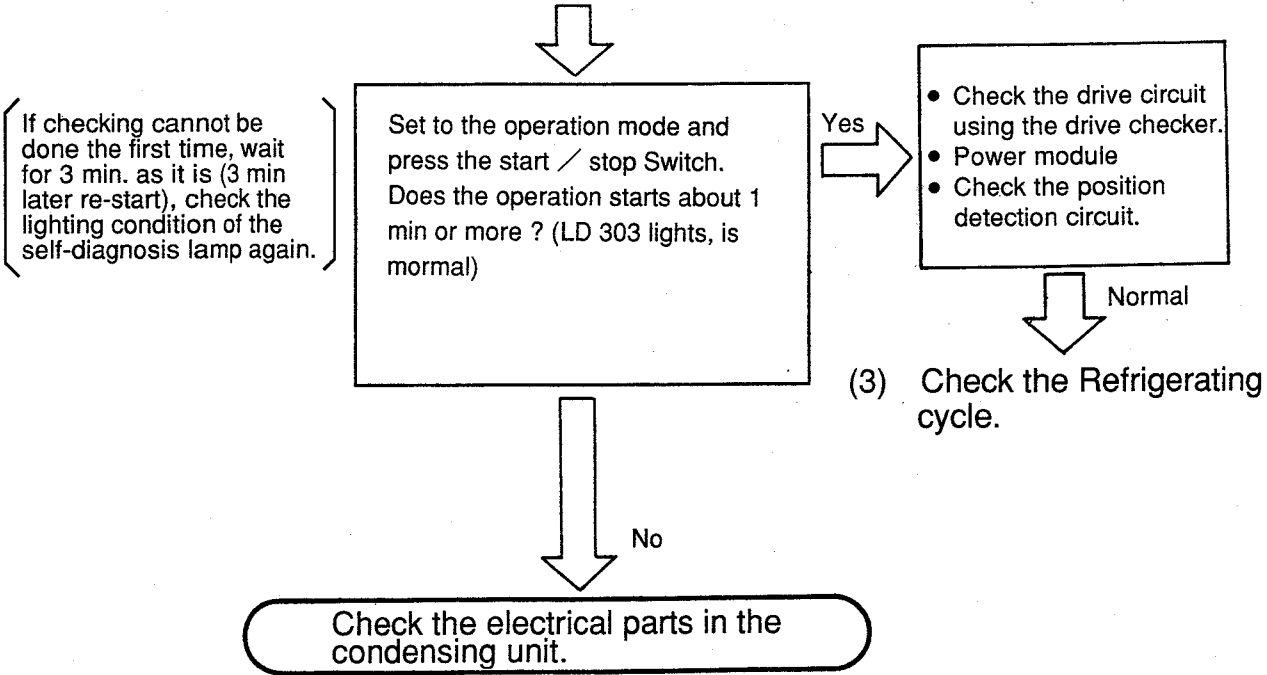 If checking cannot be
done the first time, wait
for 3 min. as it is (3 min
later re-start), check the
lighting condition of the
self-diagnosis lamp again.
Set to the operation mode and
press the start / stop Switch.
Does the operation starts about 1
min or more ? (LD 303 lights, is
mormal)
Yes
• Check the drive circuit
using the drive checker.
• Power module
• Check the position
detection circuit.
Normal
(3) Check the Refrigerating
cycle.
No
Check the electrical parts in the
condensing unit.